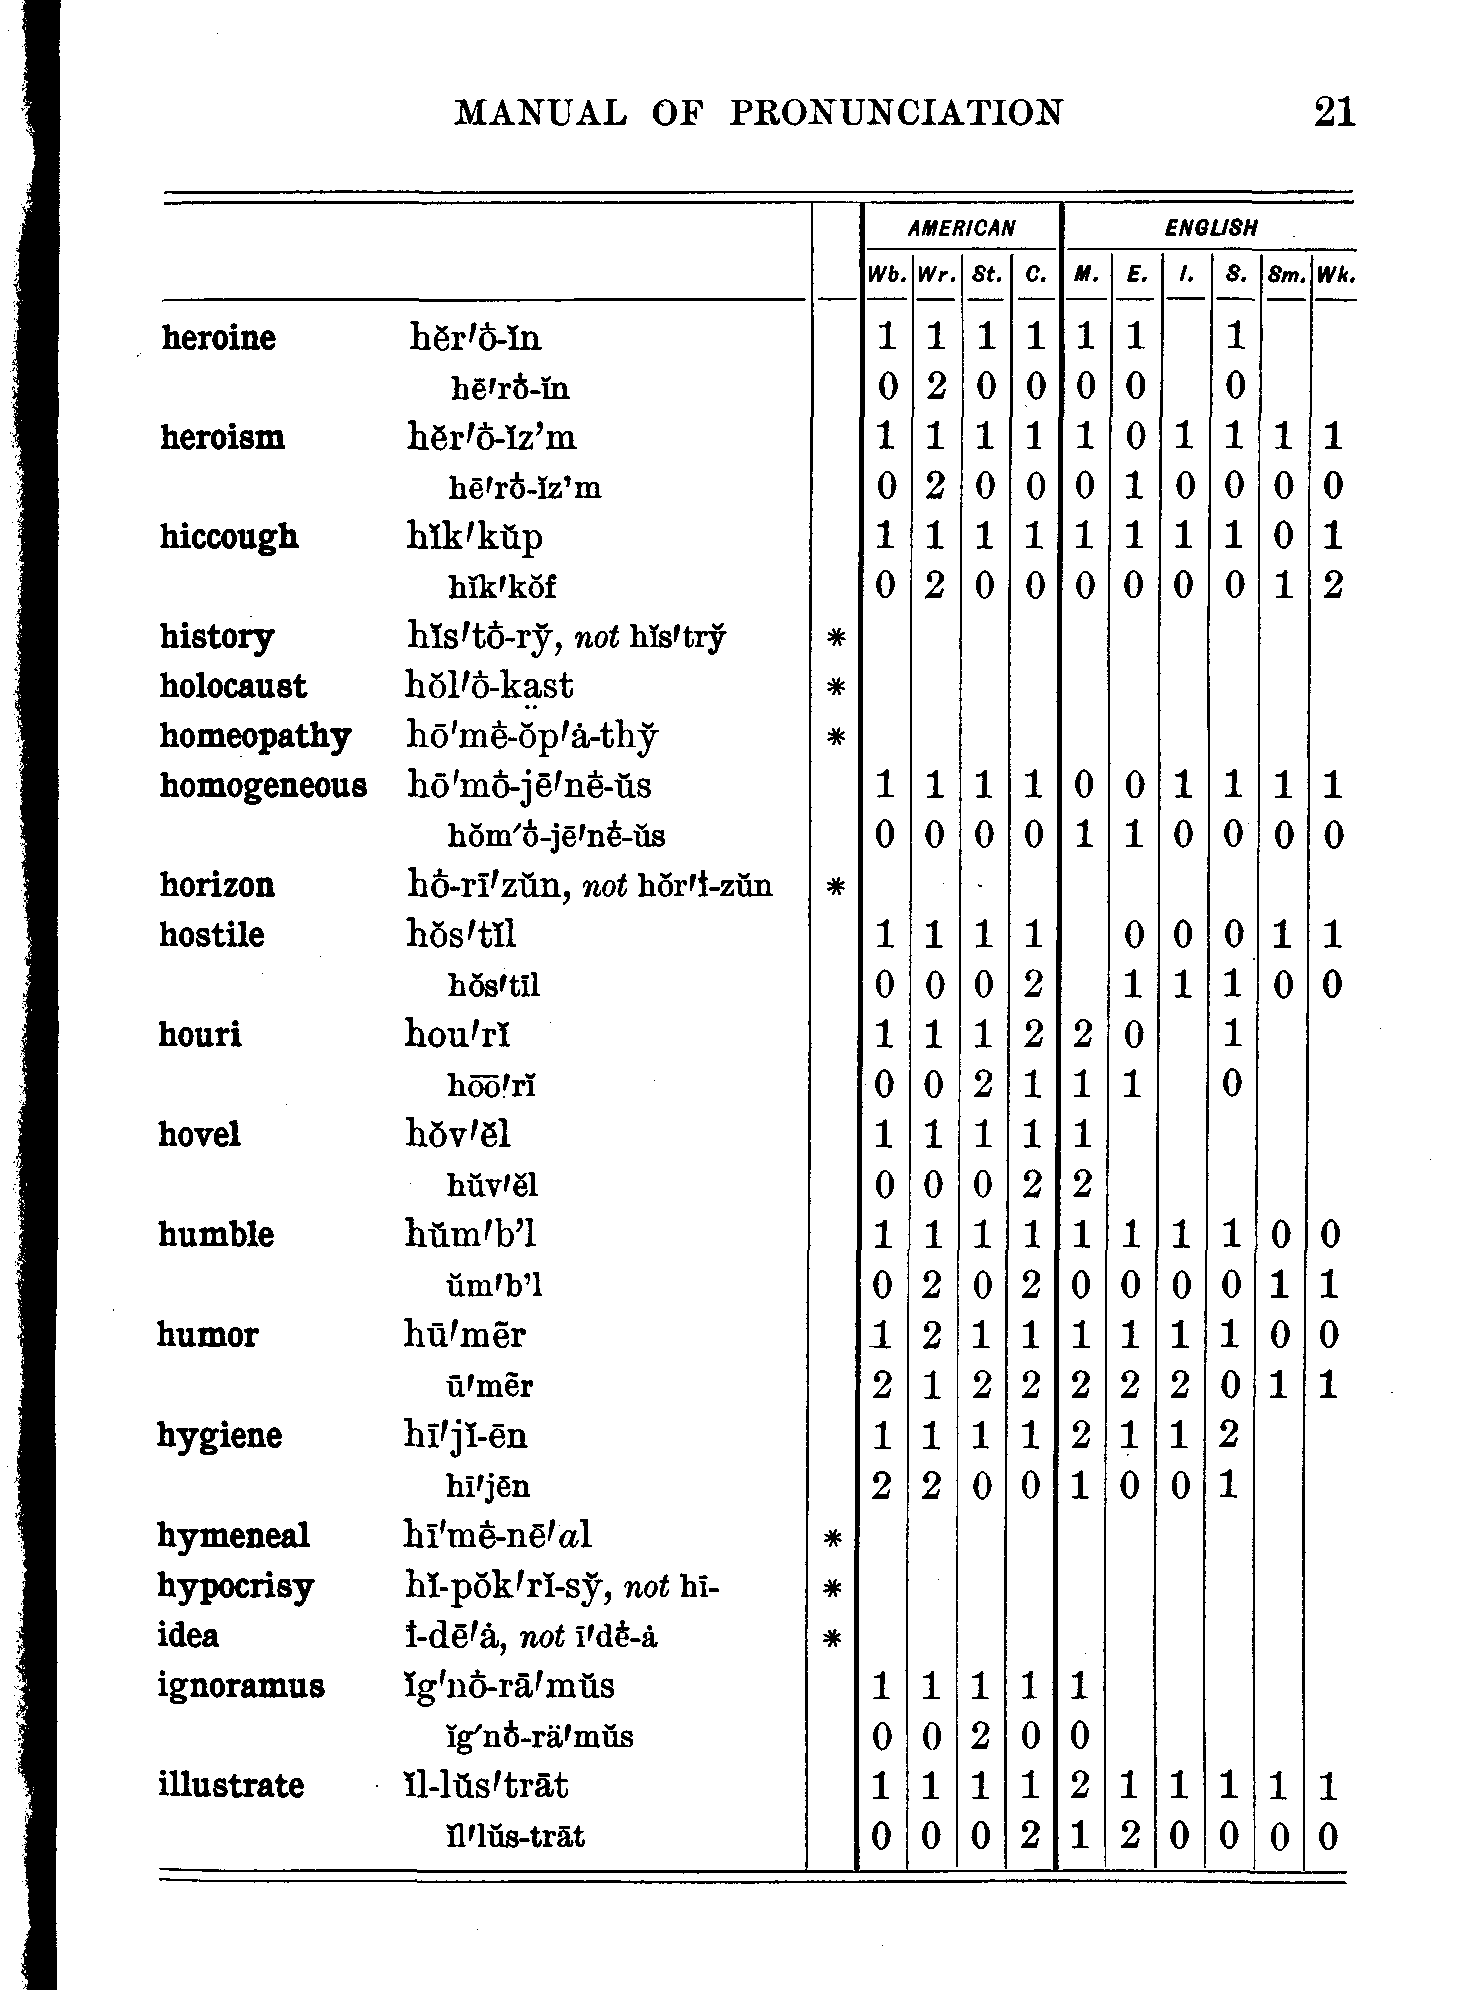 MANUAL OF PRONUNCIATION 21
AMERICAN ENGLISH
Wb. Wr. St. C. M. E. I. S. Sm. Wk.
heroine hĕr′ō̇-ĭn 1 1 1 1 1 1 1
hē′rō̇-ĭn 0 2 0 0 0 0 0
heroism hĕr′ō̇-ĭz’m 1 1 1 1 1 0 1 1 1 1
hē′rō̇-ĭz’m 0 2 0 0 0 1 0 0 0 0
hiccough hĭk′kŭp 1 1 1 1 1 1 1 1 0 1
hĭk′kŏf 0 2 0 0 0 0 0 0 1 2
history hĭs′tō̇-ry̆, not hĭs′try̆ *
holocaust hŏl′ō̇-ka̤st *
homeopathy hō′mē̇-ŏp′ȧ-thy̆ *
homogeneous hō′mō̇-jē′nē̇-ŭs 1 1 1 1 0 0 1 1 1 1
hŏm′ō̇-jē′nē̇-ŭs 0 0 0 0 1 1 0 0 0 0
horizon hō̇-rī′zŭn, not hŏr′ī̇-zŭn *
hostile hŏs′tĭl 1 1 1 1 0 0 0 1 1
hŏs′tīl 0 0 0 2 1 1 1 0 0
houri hou′rĭ 1 1 1 2 2 0 1
ho͞o′rĭ 0 0 2 1 1 1 0
hovel hŏv′ĕl 1 1 1 1 1
hŭv′ĕl 0 0 0 2 2
humble hŭm′b’l 1 1 1 1 1 1 1 1 0 0
ŭm′b’l 0 2 0 2 0 0 0 0 1 1
humor hū′mẽr 1 2 1 1 1 1 1 1 0 0
ū′mẽr 2 1 2 2 2 2 2 0 1 1
hygiene hī′jĭ-ēn 1 1 1 1 2 1 1 2
hī′jēn 2 2 0 0 1 0 0 1
hymeneal hī′mē̇-nē′al *
hypocrisy hĭ-pŏk′rĭ-sy̆, not hī- *
idea ī̇-dē′ȧ, not ī′dē̇-ȧ *
ignoramus ĭg′nō̇-rā′mŭs 1 1 1 1 1
ĭg′nō̇-rä′mŭs 0 0 2 0 0
illustrate ĭl-lŭs′trāt 1 1 1 1 2 1 1 1 1 1
ĭl′lŭs-trāt 0 0 0 2 1 2 0 0 0 0